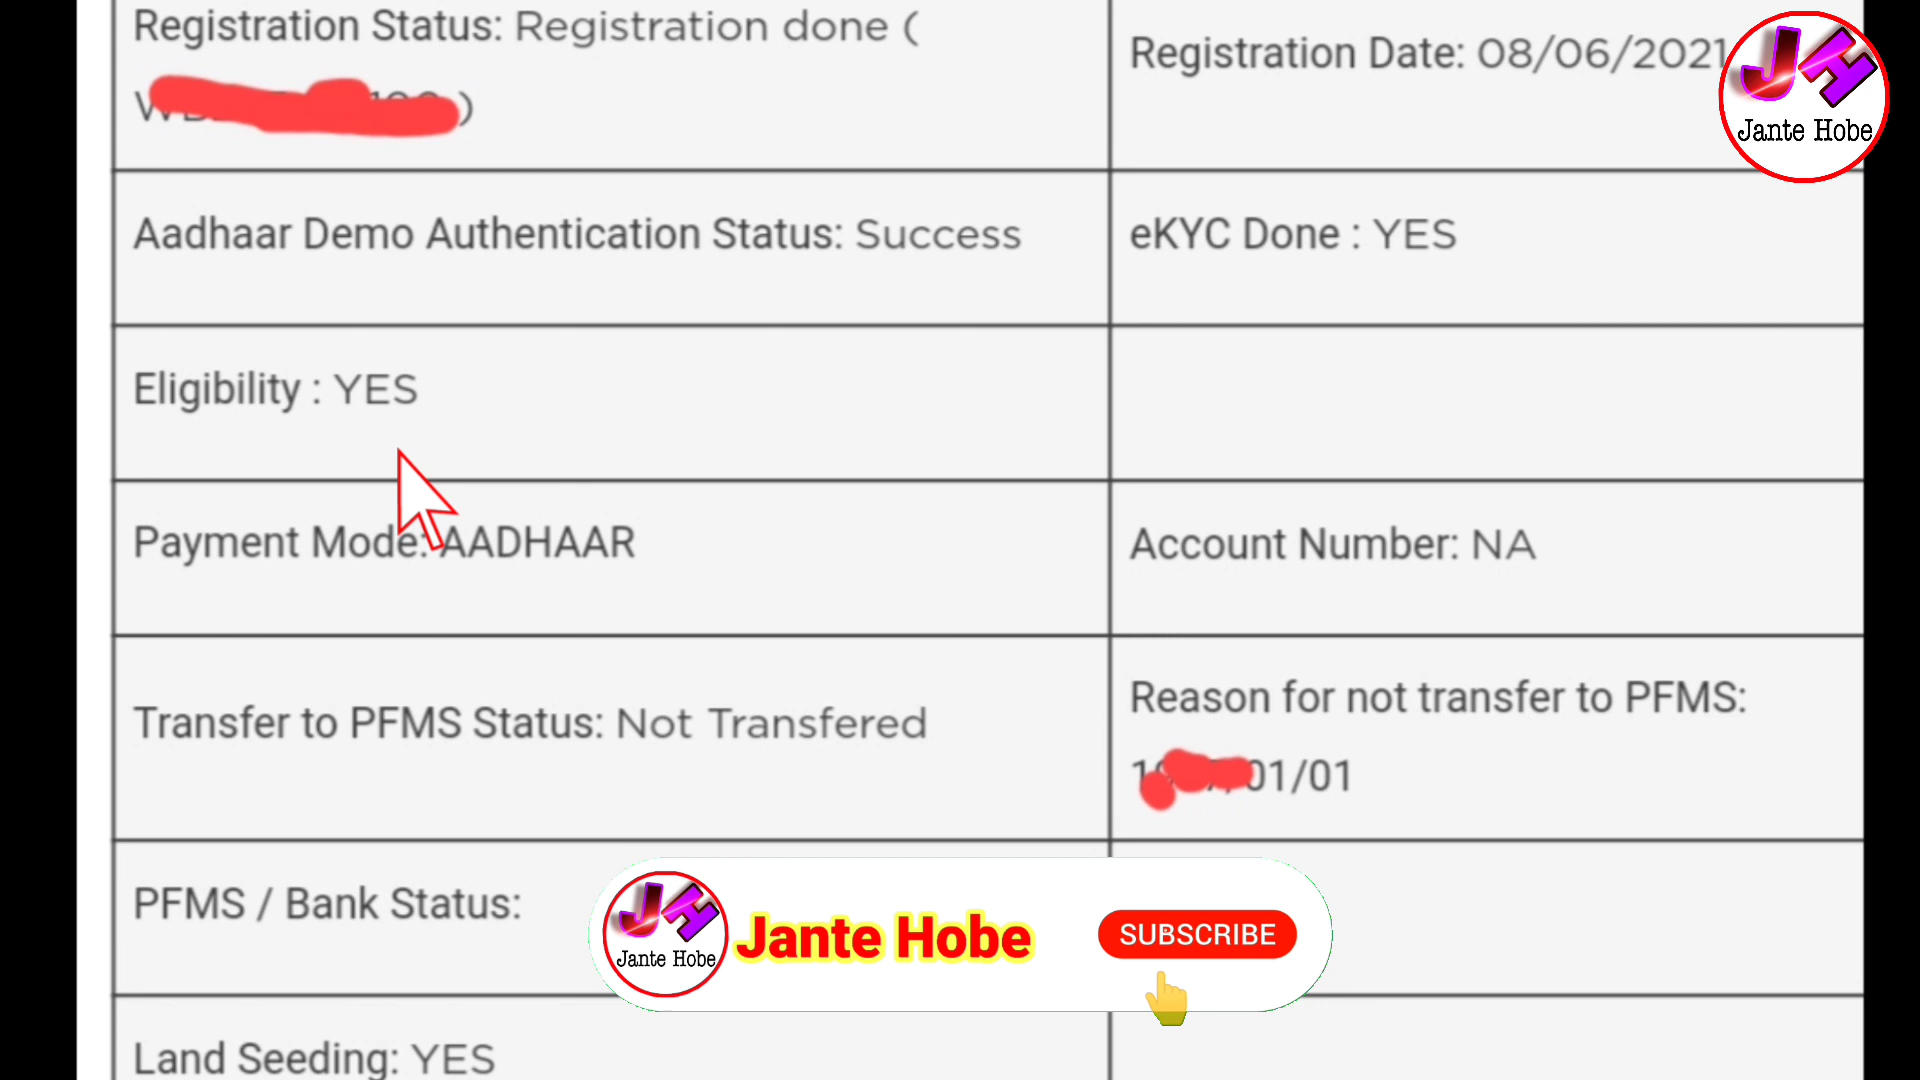 Registration Status: Registration done (
)
Registration Date: 08/06/2021
JH
Jante Hobe
Aadhaar Demo Authentication Status: Success
eKYC Done : YES
Eligibility : YES
Payment Mode: AADHAAR
Account Number: NA
Transfer to PFMS Status: Not Transfered
Reason for not transfer to PFMS:
01/01
PFMS / Bank Status:
JH
Jante Hobe
Jante Hobe
SUBSCRIBE
Land Seeding: YES